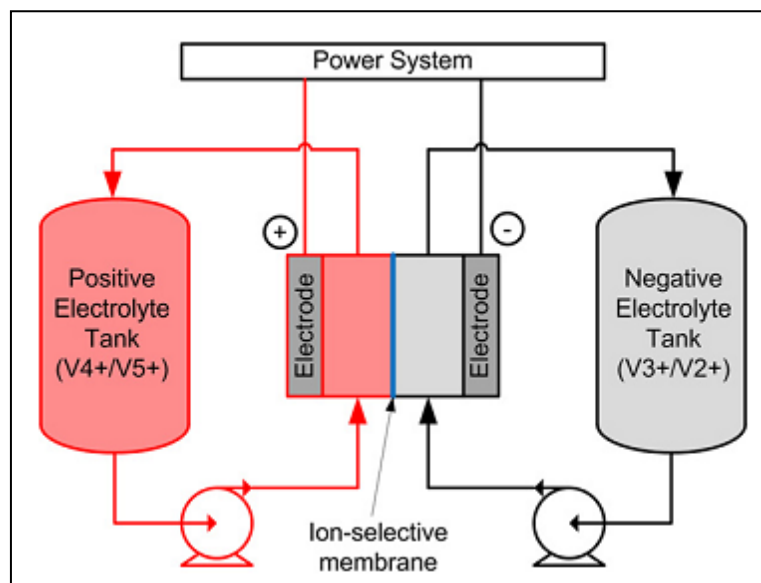 Power System
+
-
Positive
Electrolyte
Tank
(V4+/V5+)
Electrode
Electrode
Negative
Electrolyte
Tank
(V3+/V2+)
Ion-selective
membrane